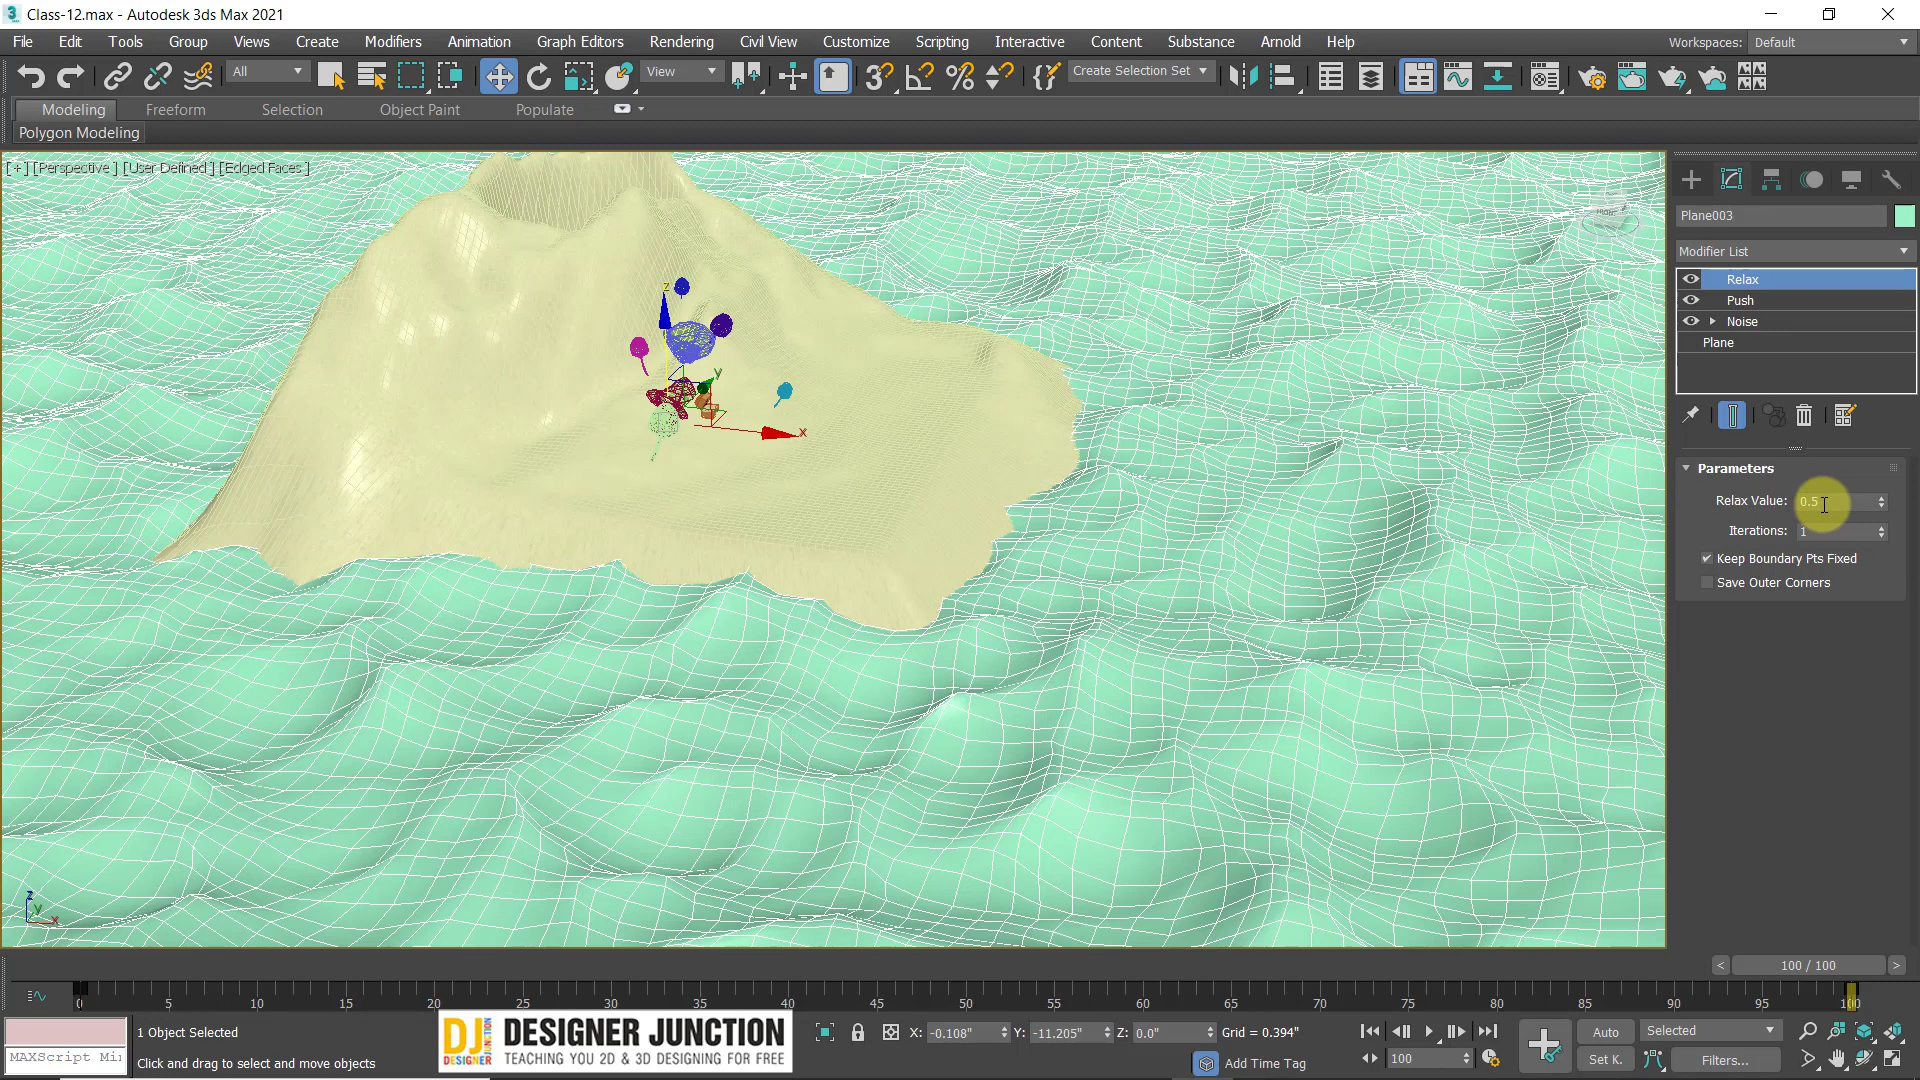 Class-12.max - Autodesk 3ds Max 2021
File Edit Tools Group Views Create Modifiers Animation Graph Editors Rendering Civil View Customize Scripting Interactive Content Substance Arnold Help Workspaces: Default
All View Create Selection Set
Modeling Freeform Selection Object Paint Populate
Polygon Modeling
[+] [Perspective ] [User Defined ] [Edged Faces ]
Plane003
Modifier List
Relax
Push
Noise
Plane
Parameters
Relax Value: 0.5
Iterations: 1
Keep Boundary Pts Fixed
Save Outer Corners
z
y
x
z
y
x
< 100 / 100 >
0 5 10 15 20 25 30 35 40 45 50 55 60 65 70 75 80 85 90 95 100
1 Object Selected
MAXScript Mi
Click and drag to select and move objects
DJ DESIGNER JUNCTION
DESIGNER JUNCTION
TEACHING YOU 2D & 3D DESIGNING FOR FREE
X: -0.108" Y: -11.205" Z: 0.0" Grid = 0.394"
Add Time Tag
100
Auto Selected
Set K. Filters...